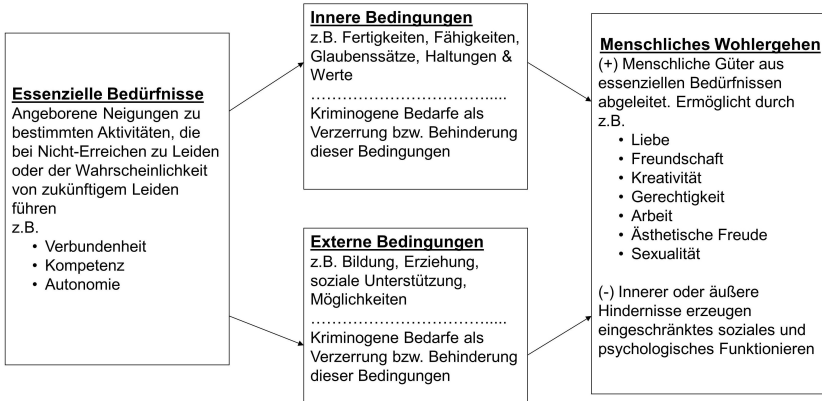 Essenzielle Bedürfnisse
Angeborene Neigungen zu
bestimmten Aktivitäten, die
bei Nicht-Erreichen zu Leiden
oder der Wahrscheinlichkeit
von zukünftigem Leiden
führen
z.B.
• Verbundenheit
• Kompetenz
• Autonomie
Innere Bedingungen
z.B. Fertigkeiten, Fähigkeiten,
Glaubenssätze, Haltungen &
Werte
…………………………………....
Kriminogene Bedarfe als
Verzerrung bzw. Behinderung
dieser Bedingungen
Externe Bedingungen
z.B. Bildung, Erziehung,
soziale Unterstützung,
Möglichkeiten
…………………………………....
Kriminogene Bedarfe als
Verzerrung bzw. Behinderung
dieser Bedingungen
Menschliches Wohlergehen
(+) Menschliche Güter aus
essenziellen Bedürfnissen
abgeleitet. Ermöglicht durch
z.B.
• Liebe
• Freundschaft
• Kreativität
• Gerechtigkeit
• Arbeit
• Ästhetische Freude
• Sexualität
(-) Innerer oder äußere
Hindernisse erzeugen
eingeschränktes soziales und
psychologisches Funktionieren